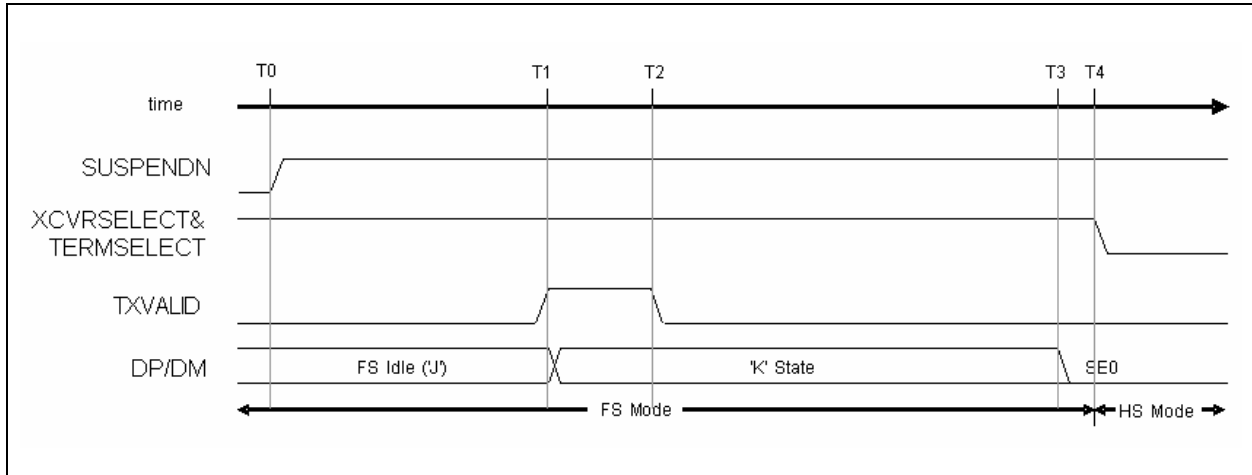 T0 T1 T2 T3 T4
time
SUSPENDN
XCVRSELECT&
TERMSELECT
TXVALID
DP/DM FS Idle ('J') 'K' State SE0
FS Mode HS Mode